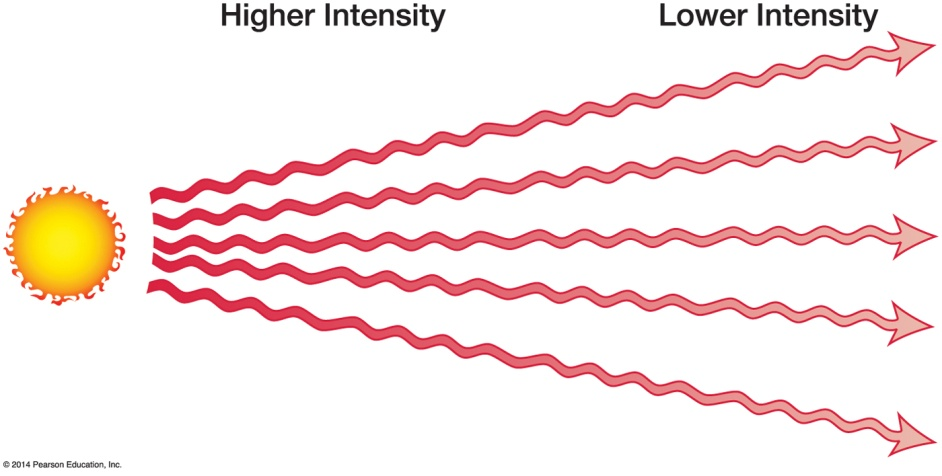 Higher Intensity
Lower Intensity
© 2014 Pearson Education, Inc.